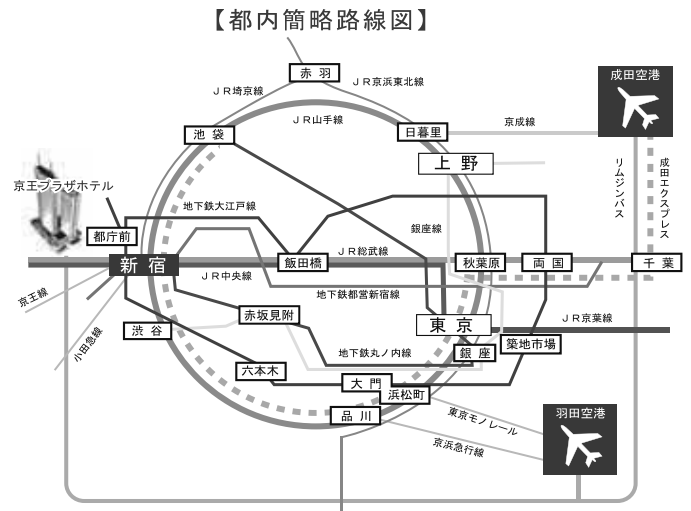 【都内簡略路線図】
赤羽
成田空港
JR埼京線
JR京浜東北線
JR山手線
京成線
池袋
日暮里
上野
リムジンバス
成田エクスプレス
京王プラザホテル
地下鉄大江戸線
都庁前
銀座線
JR総武線
新宿
飯田橋
秋葉原
両国
千葉
JR中央線
地下鉄都営新宿線
京王線
小田急線
渋谷
赤坂見附
東京
JR京葉線
地下鉄丸ノ内線
銀座
築地市場
六本木
大門
浜松町
品川
東京モノレール
京浜急行線
羽田空港